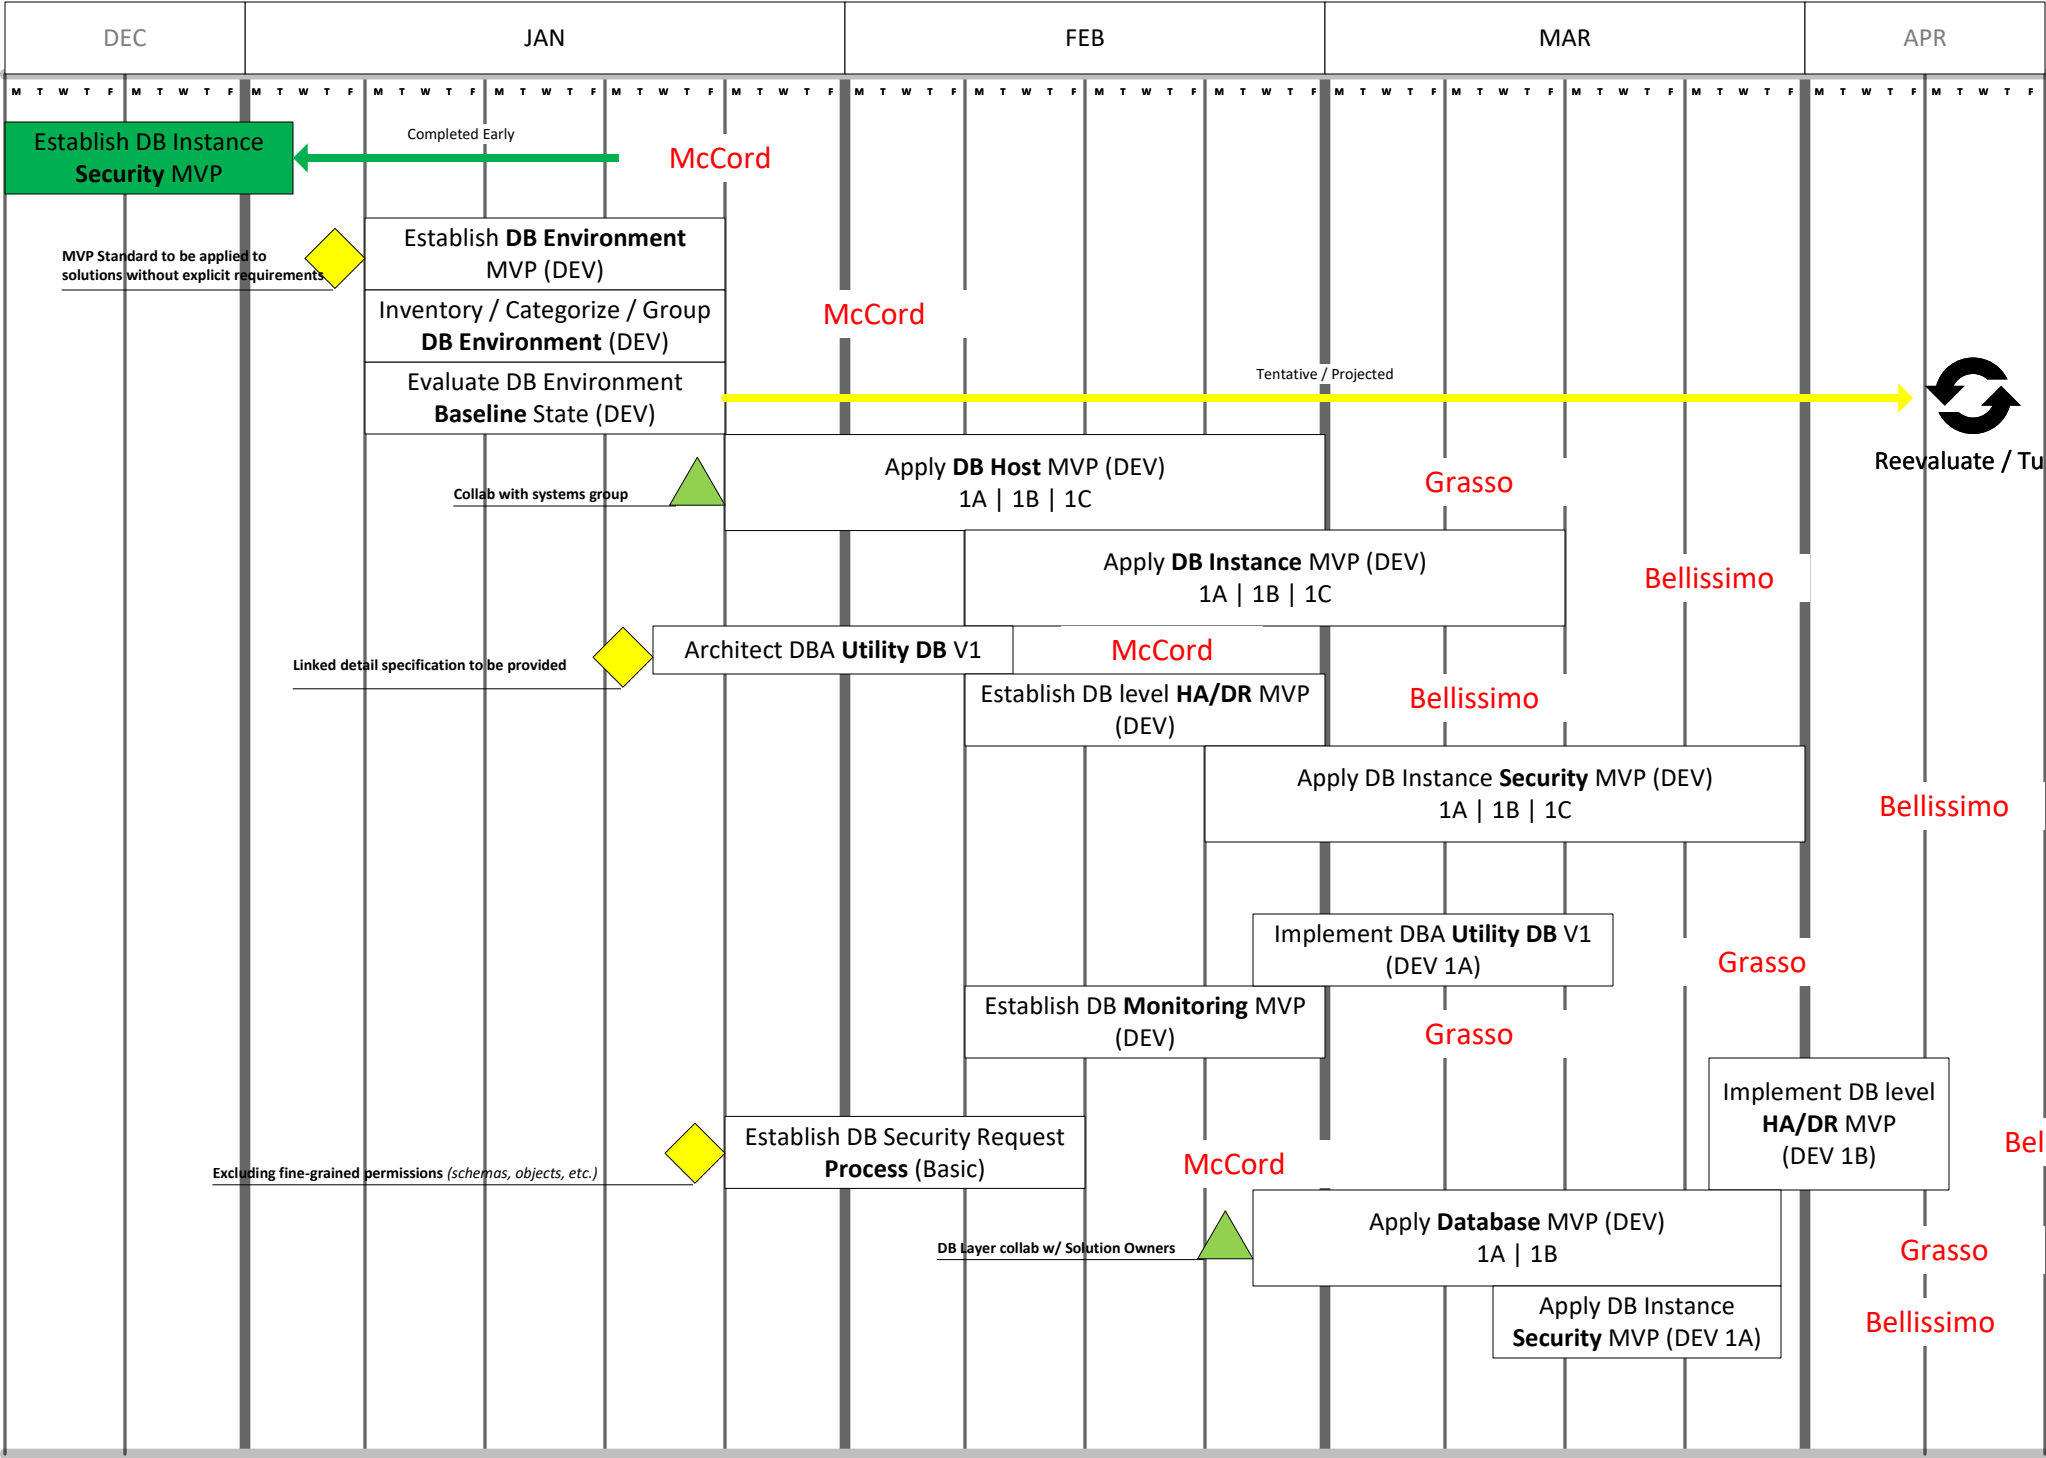 DEC JAN FEB MAR APR
M T W T F M T W T F M T W T F M T W T F M T W T F M T W T F M T W T F M T W T F M T W T F M T W T F M T W T F M T W T F M T W T F M T W T F M T W T F M T W T F M T W T F
Establish DB Instance
Security MVP
Completed Early
McCord
MVP Standard to be applied to
solutions without explicit requirements
Establish DB Environment
MVP (DEV)
Inventory / Categorize / Group
DB Environment (DEV)
McCord
Evaluate DB Environment
Baseline State (DEV)
Tentative / Projected
Reevaluate / Tu
Collab with systems group
Apply DB Host MVP (DEV)
1A | 1B | 1C
Grasso
Apply DB Instance MVP (DEV)
1A | 1B | 1C
Bellissimo
Linked detail specification to be provided
Architect DBA Utility DB V1
McCord
Establish DB level HA/DR MVP
(DEV)
Bellissimo
Apply DB Instance Security MVP (DEV)
1A | 1B | 1C
Bellissimo
Implement DBA Utility DB V1
(DEV 1A)
Grasso
Establish DB Monitoring MVP
(DEV)
Grasso
Implement DB level
HA/DR MVP
(DEV 1B)
Bel
Excluding fine-grained permissions (schemas, objects, etc.)
Establish DB Security Request
Process (Basic)
McCord
DB Layer collab w/ Solution Owners
Apply Database MVP (DEV)
1A | 1B
Grasso
Apply DB Instance
Security MVP (DEV 1A)
Bellissimo